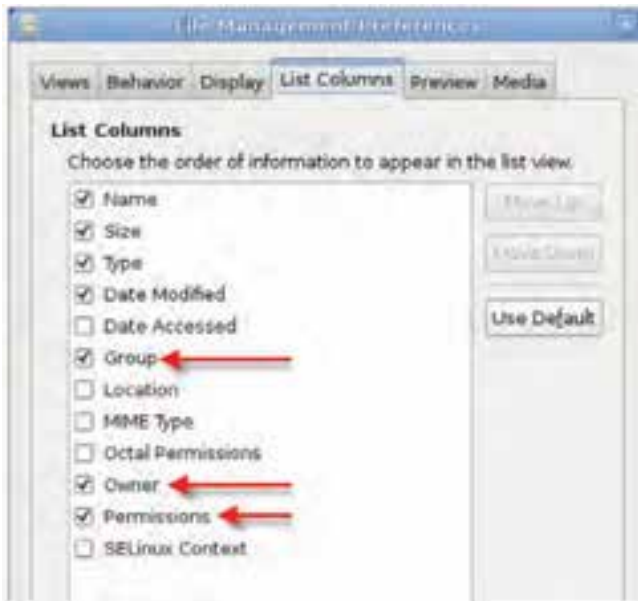 File Management Preferences
Views Behavior Display List Columns Preview Media
List Columns
Choose the order of information to appear in the list view.
Name
Move Up
Size
Type
Move Down
Date Modified
Date Accessed
Use Default
Group
Location
MIME Type
Octal Permissions
Owner
Permissions
SELinux Context